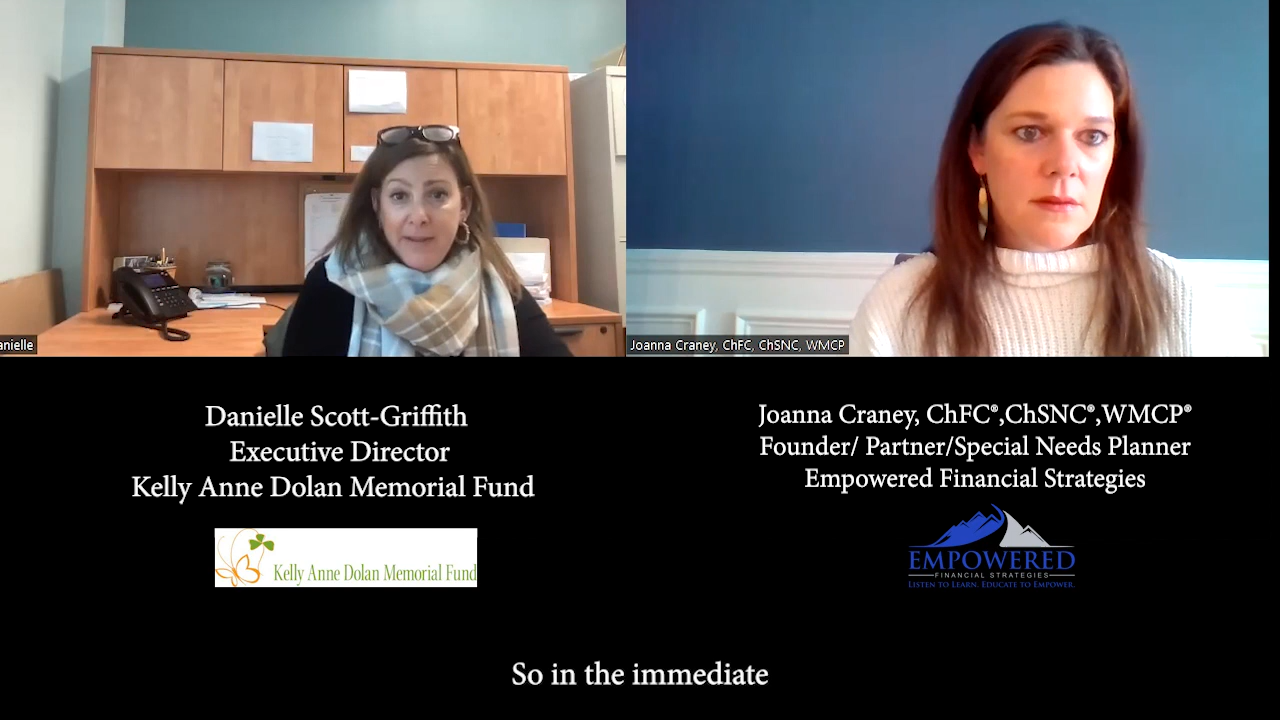 anielle
Joanna Craney, ChFC, ChSNC, WMCP
Danielle Scott-Griffith
Executive Director
Kelly Anne Dolan Memorial Fund
Kelly Anne Dolan Memorial Fund
Joanna Craney, ChFC®,ChSNC®,WMCP®
Founder/ Partner/Special Needs Planner
Empowered Financial Strategies
EMPOWERED
FINANCIAL STRATEGIES
LISTEN TO LEARN. EDUCATE TO EMPOWER.
So in the immediate